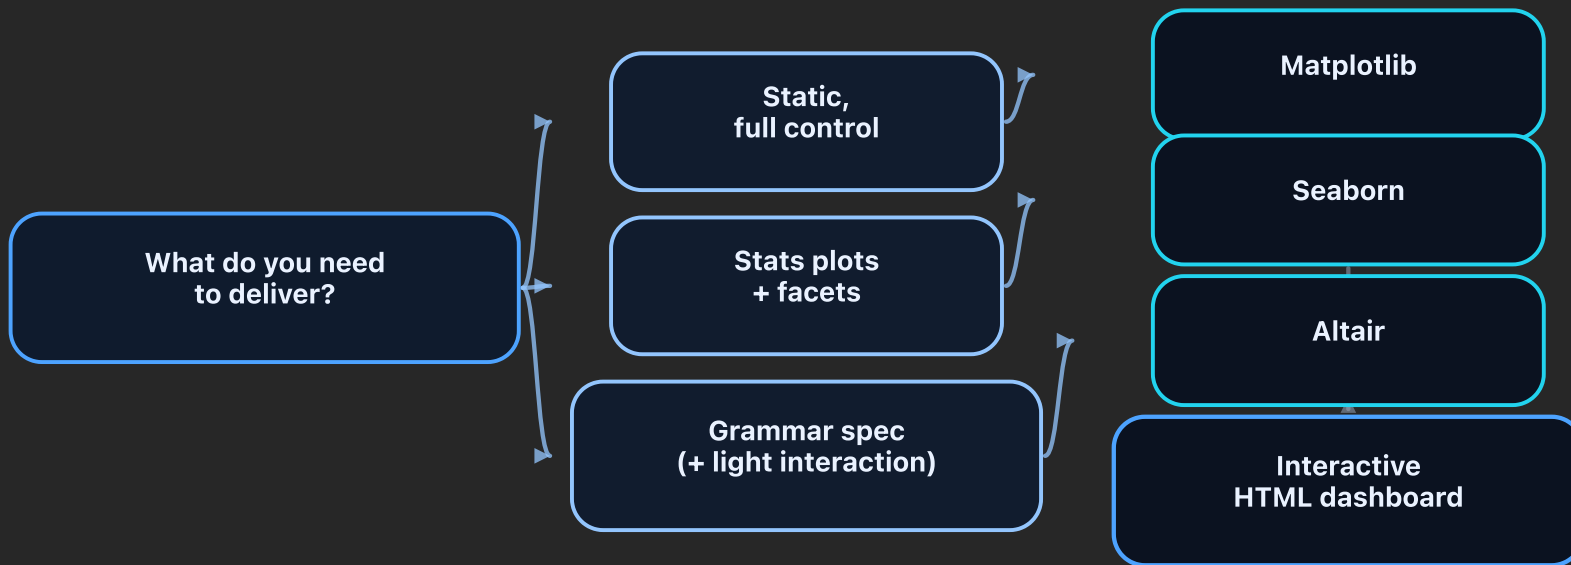 What do you need
to deliver?
Static,
full control
Stats plots
+ facets
Grammar spec
(+ light interaction)
Matplotlib
Seaborn
Altair
Interactive
HTML dashboard